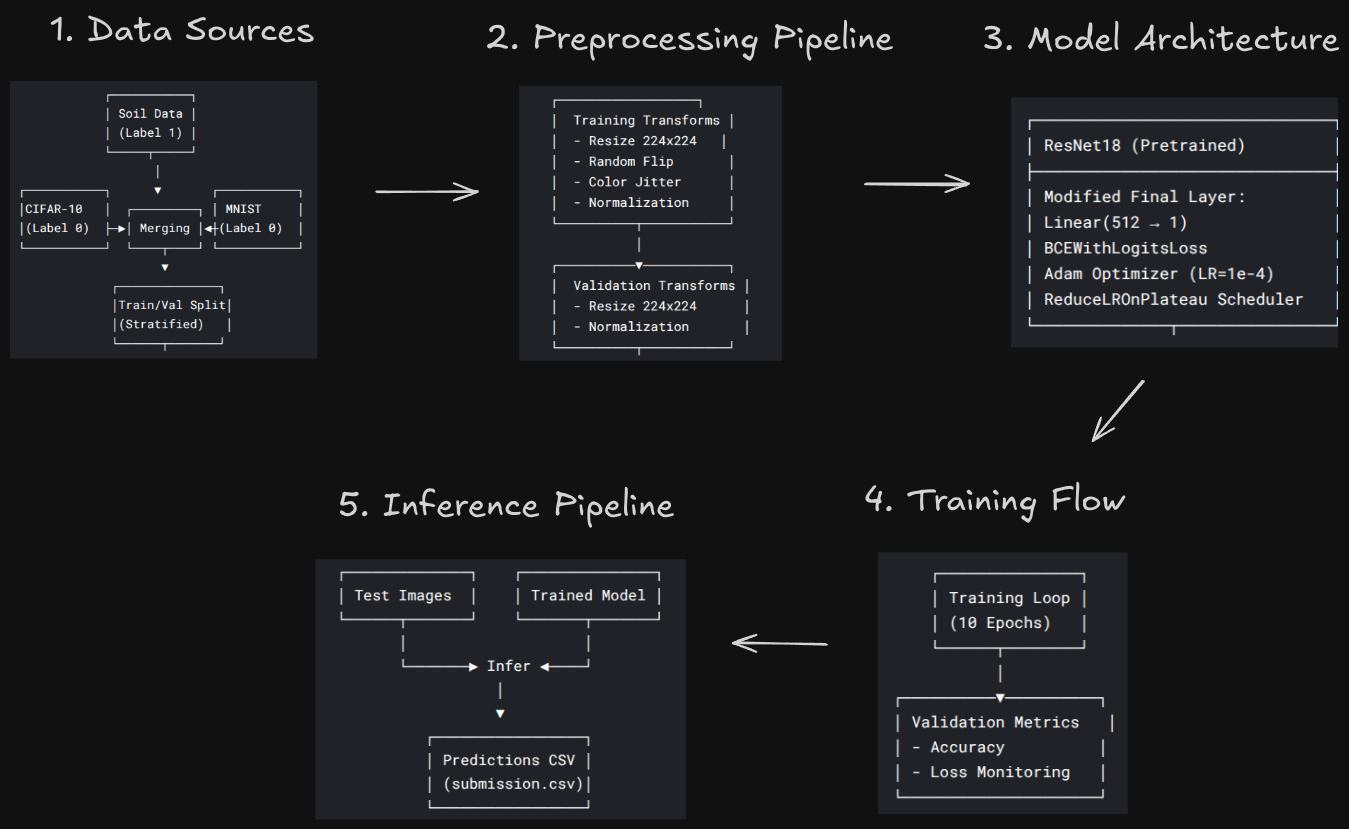 1. Data Sources
Soil Data
(Label 1)
CIFAR-10
(Label 0)
Merging
MNIST
(Label 0)
Train/Val Split
(Stratified)
2. Preprocessing Pipeline
Training Transforms
- Resize 224x224
- Random Flip
- Color Jitter
- Normalization
Validation Transforms
- Resize 224x224
- Normalization
3. Model Architecture
ResNet18 (Pretrained)
Modified Final Layer:
Linear(512 → 1)
BCEWithLogitsLoss
Adam Optimizer (LR=1e-4)
ReduceLROnPlateau Scheduler
4. Training Flow
Training Loop
(10 Epochs)
Validation Metrics
- Accuracy
- Loss Monitoring
5. Inference Pipeline
Test Images
Trained Model
Infer
Predictions CSV
(submission.csv)